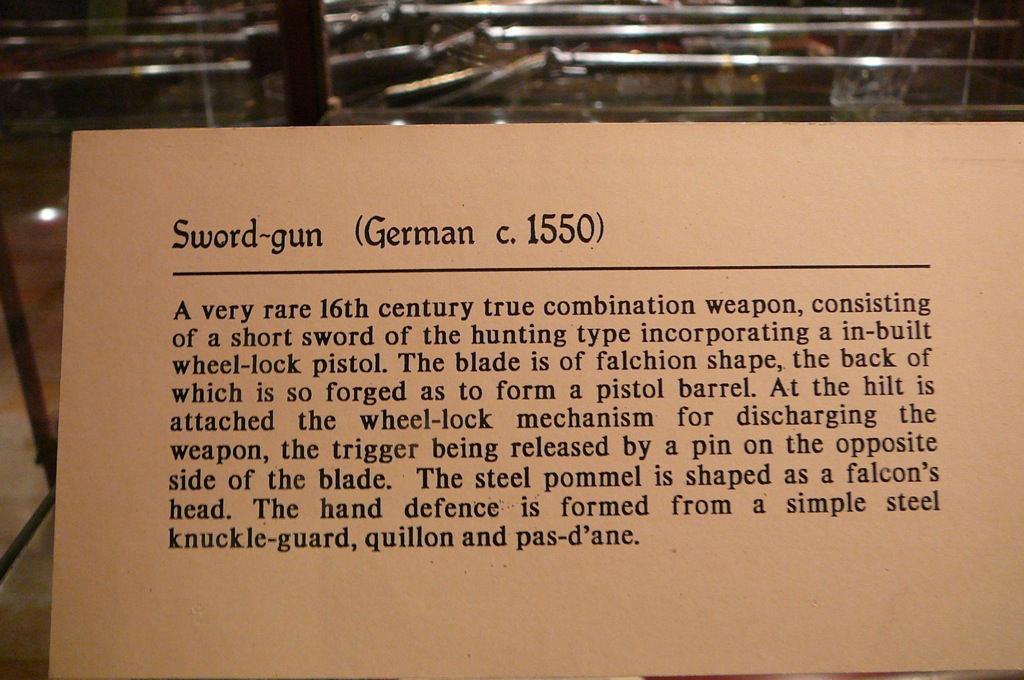 Sword-gun (German c. 1550)
A very rare 16th century true combination weapon, consisting
of a short sword of the hunting type incorporating a in-built
wheel-lock pistol. The blade is of falchion shape, the back of
which is so forged as to form a pistol barrel. At the hilt is
attached the wheel-lock mechanism for discharging the
weapon, the trigger being released by a pin on the opposite
side of the blade. The steel pommel is shaped as a falcon's
head. The hand defence is formed from a simple steel
knuckle-guard, quillon and pas-d'ane.